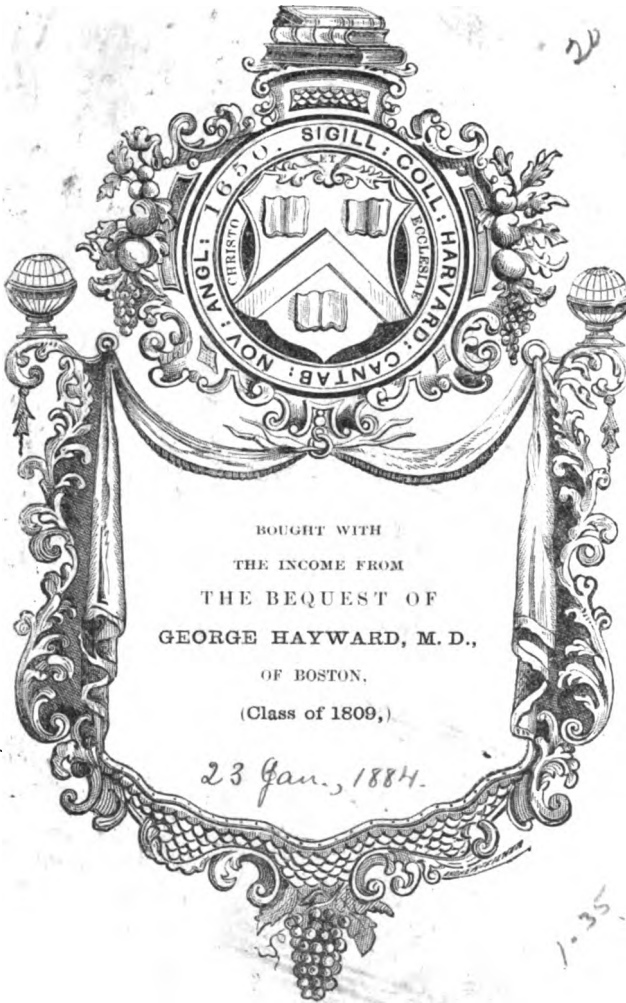 20
SIGILL: COLL: HARVARD: CANTAB: NOV: ANGL: 1650.
ET
CHRISTO
ECCLESIAE
BOUGHT WITH
THE INCOME FROM
THE BEQUEST OF
GEORGE HAYWARD, M. D.,
OF BOSTON,
(Class of 1809,)
23 Jan., 1884.
1.35